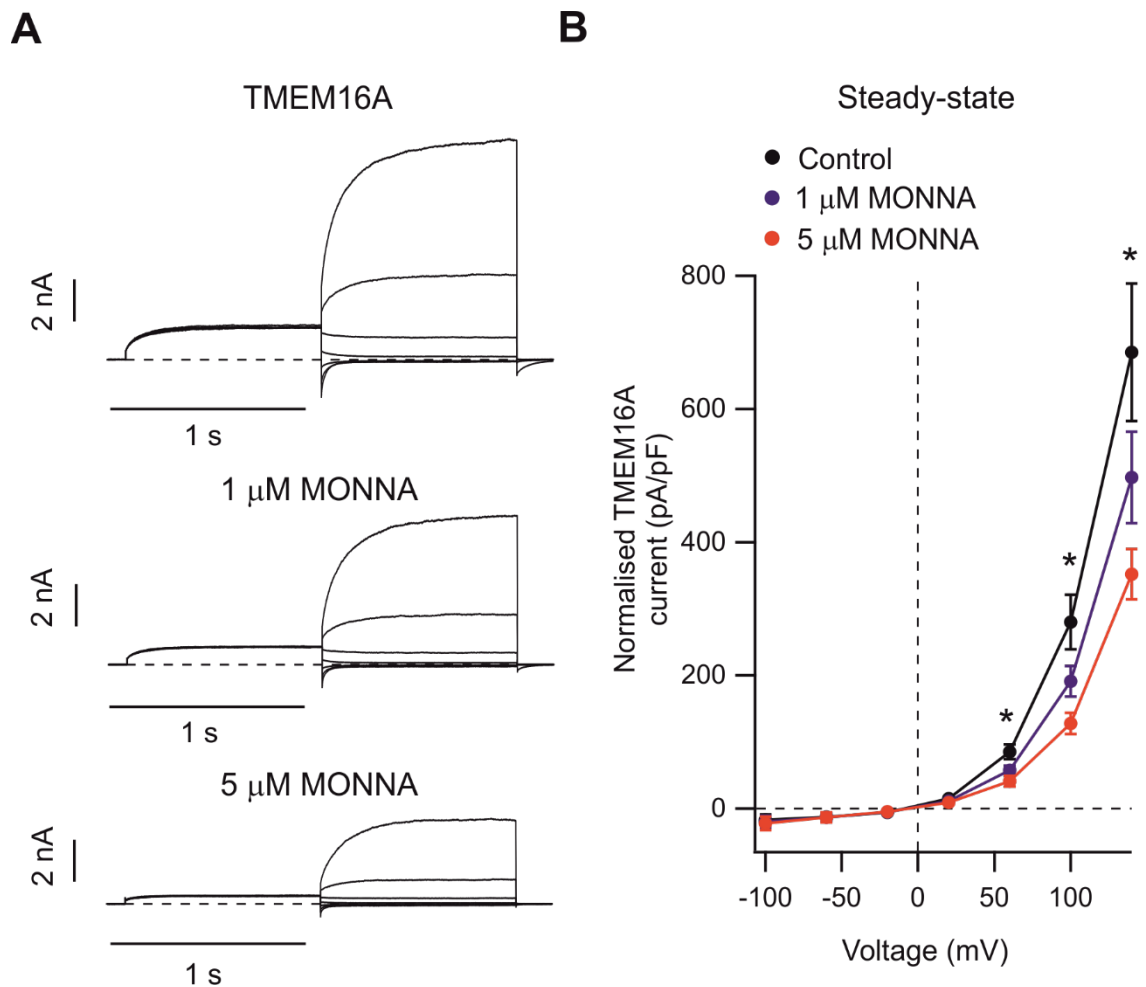 A
TMEM16A
2 nA
1 s
1 μM MONNA
2 nA
1 s
5 μM MONNA
2 nA
1 s
B
Steady-state
Control
1 μM MONNA
5 μM MONNA
Normalised TMEM16A
current (pA/pF)
800
600
400
200
0
*
*
*
-100
-50
0
50
100
Voltage (mV)